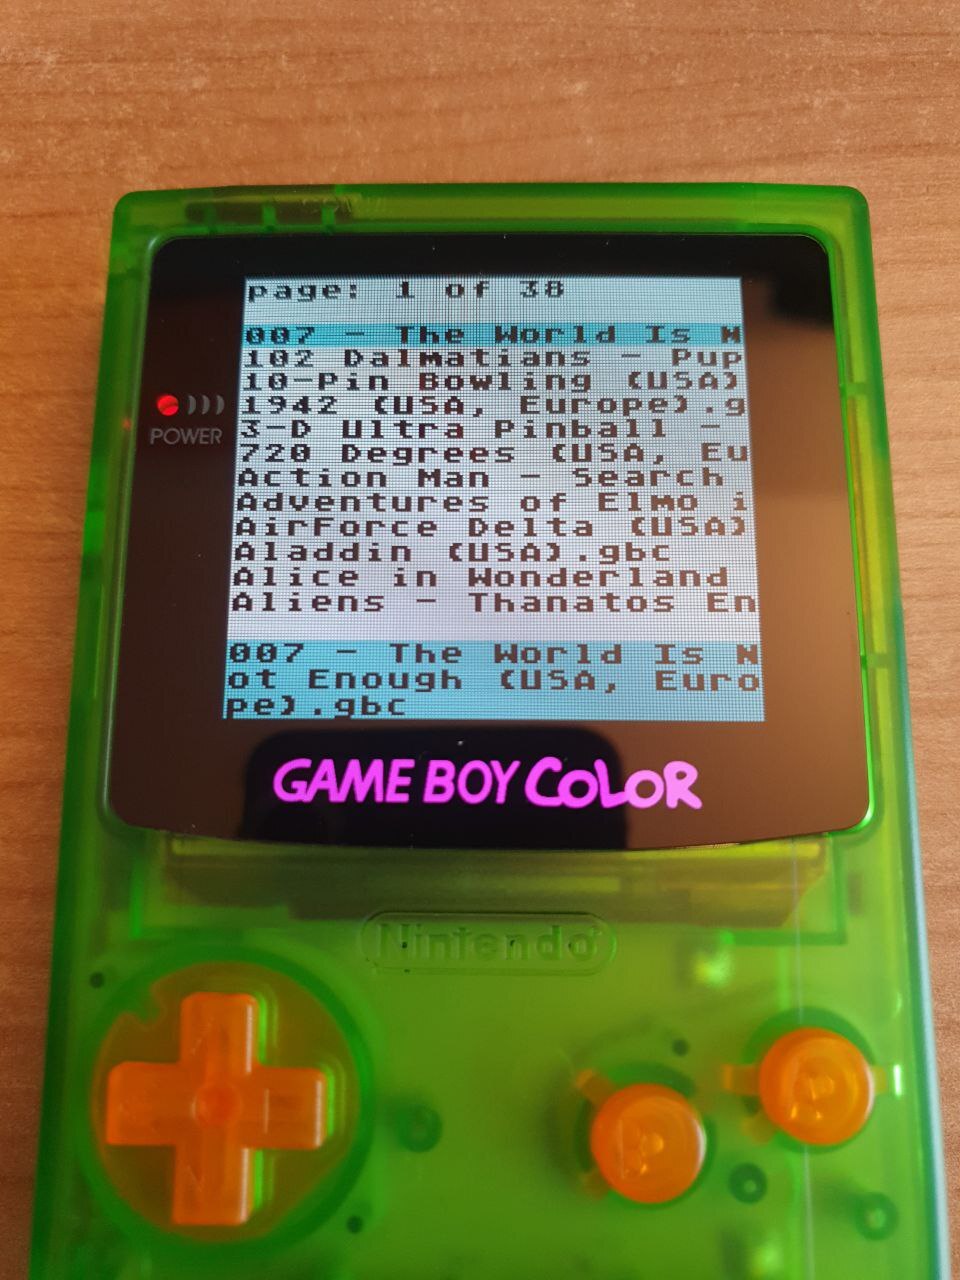 page: 1 of 38
007 - The World Is N
102 Dalmatians - Pup
10-Pin Bowling (USA)
1942 (USA, Europe).g
3-D Ultra Pinball -
720 Degrees (USA, Eu
Action Man - Search
Adventures of Elmo i
AirForce Delta (USA)
Aladdin (USA).gbc
Alice in Wonderland
Aliens - Thanatos En
007 - The World Is N
ot Enough (USA, Euro
pe).gbc
POWER
GAME BOY COLOR
Nintendo
B